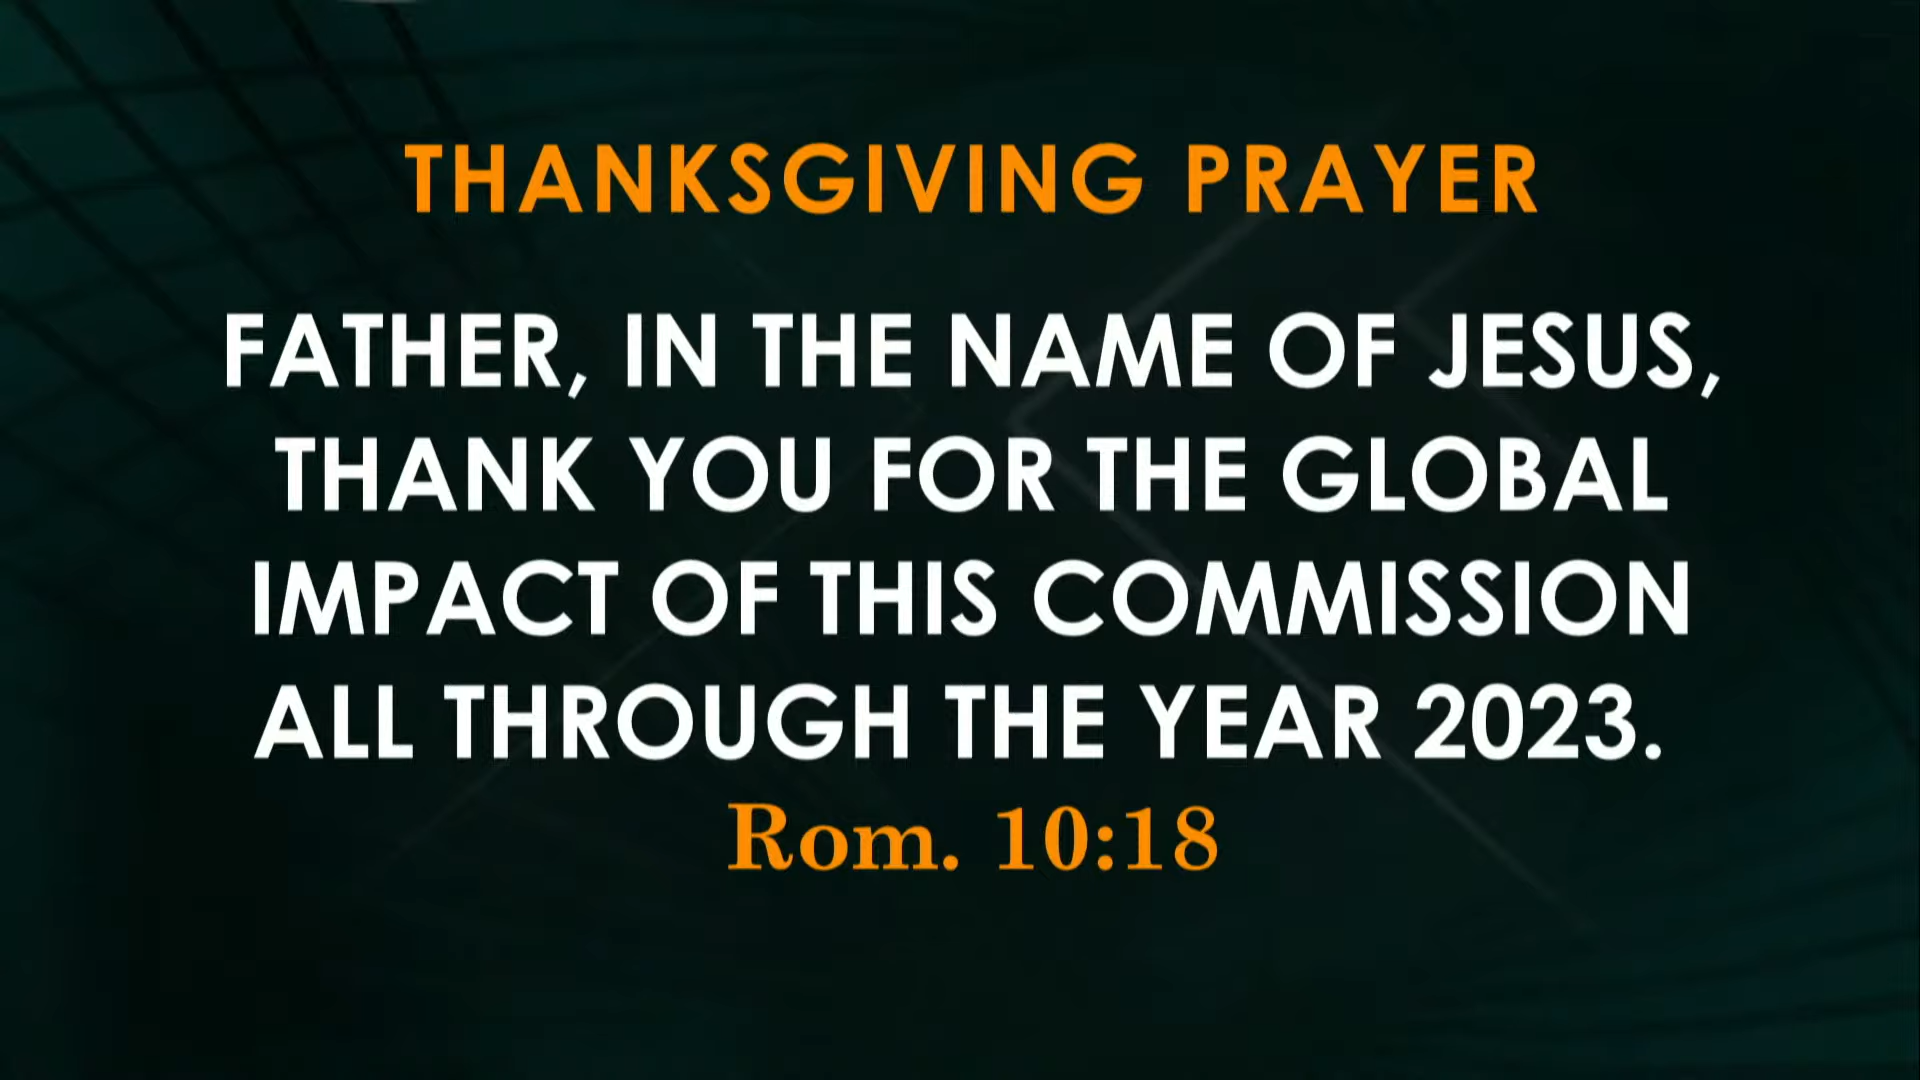 THANKSGIVING PRAYER
FATHER, IN THE NAME OF JESUS,
THANK YOU FOR THE GLOBAL
IMPACT OF THIS COMMISSION
ALL THROUGH THE YEAR 2023.
Rom. 10:18